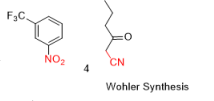 F₃C
O
NO₂
4
CN
Wohler Synthesis